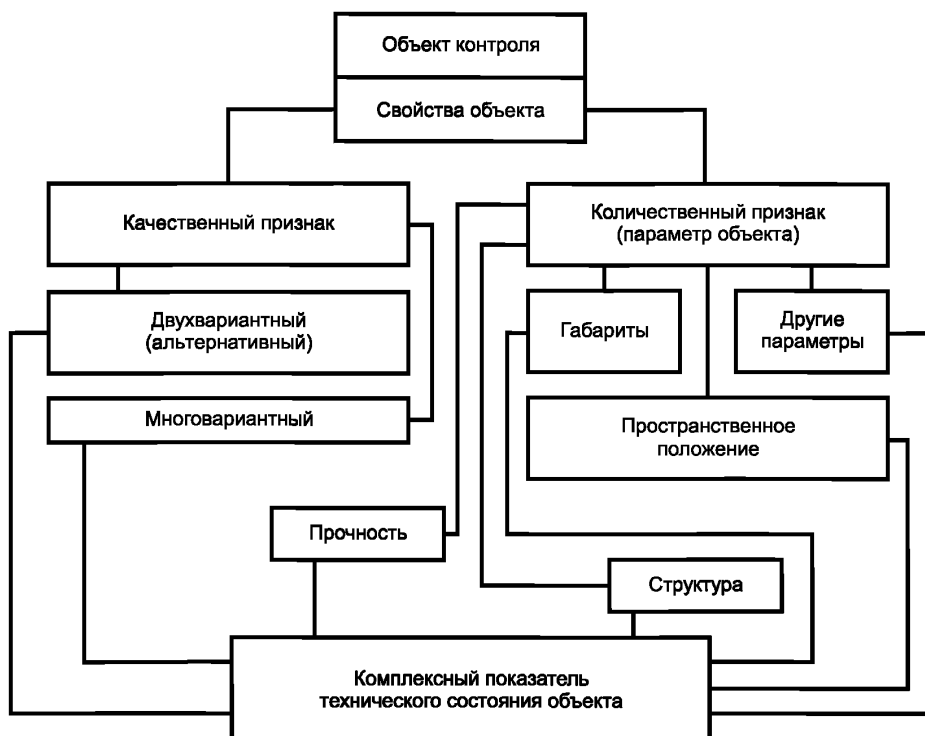 Объект контроля
Свойства объекта
Качественный признак
Количественный признак
(параметр объекта)
Двухвариантный
(альтернативный)
Габариты
Другие
параметры
Многовариантный
Пространственное
положение
Прочность
Структура
Комплексный показатель
технического состояния объекта